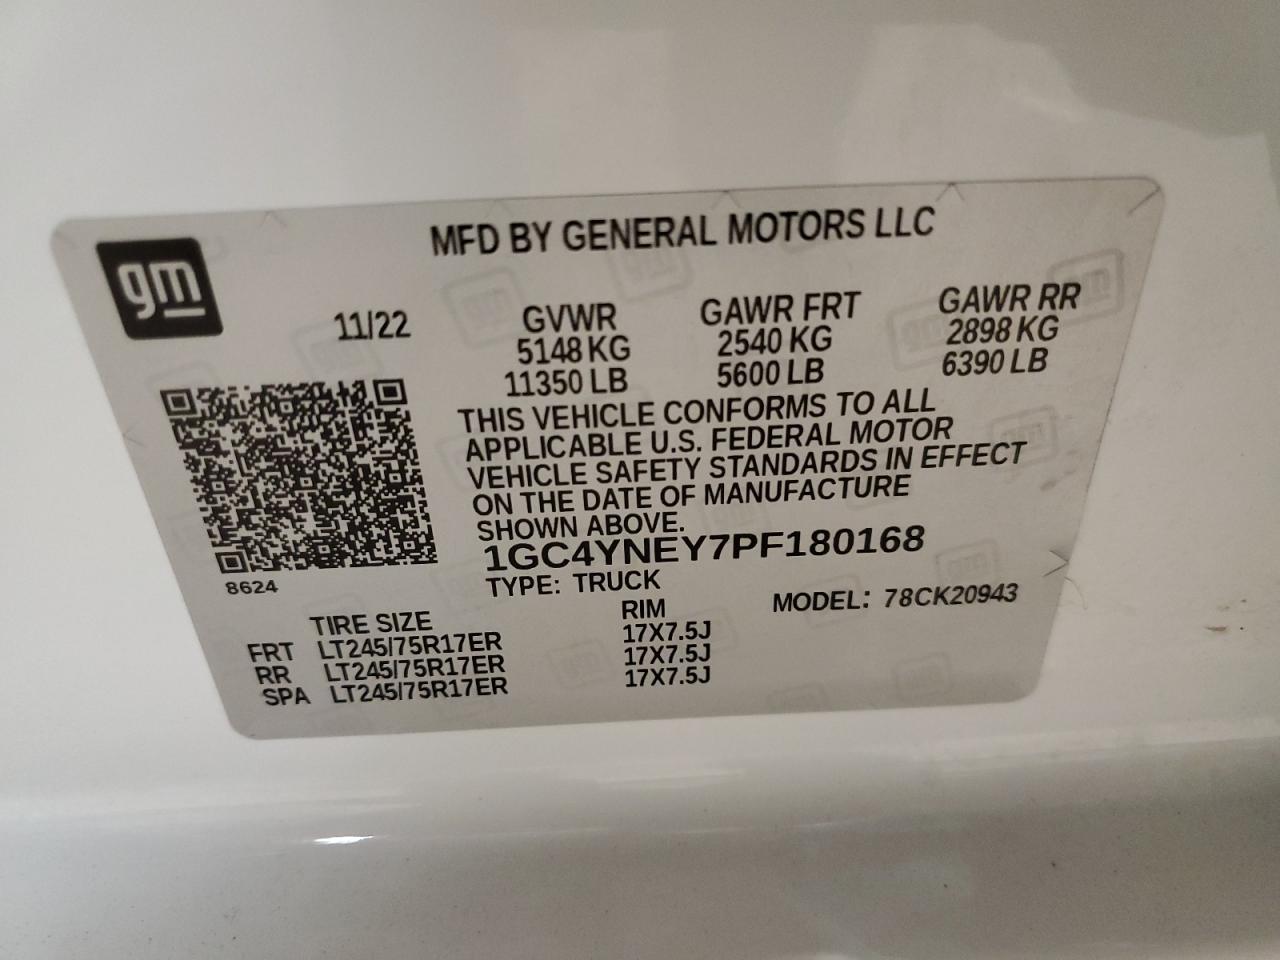 gm
MFD BY GENERAL MOTORS LLC
11/22 GVWR GAWR FRT GAWR RR
5148 KG 2540 KG 2898 KG
11350 LB 5600 LB 6390 LB
THIS VEHICLE CONFORMS TO ALL
APPLICABLE U.S. FEDERAL MOTOR
VEHICLE SAFETY STANDARDS IN EFFECT
ON THE DATE OF MANUFACTURE
SHOWN ABOVE.
1GC4YNEY7PF180168
8624
TYPE: TRUCK MODEL: 78CK20943
TIRE SIZE RIM
FRT LT245/75R17ER 17X7.5J
RR LT245/75R17ER 17X7.5J
SPA LT245/75R17ER 17X7.5J